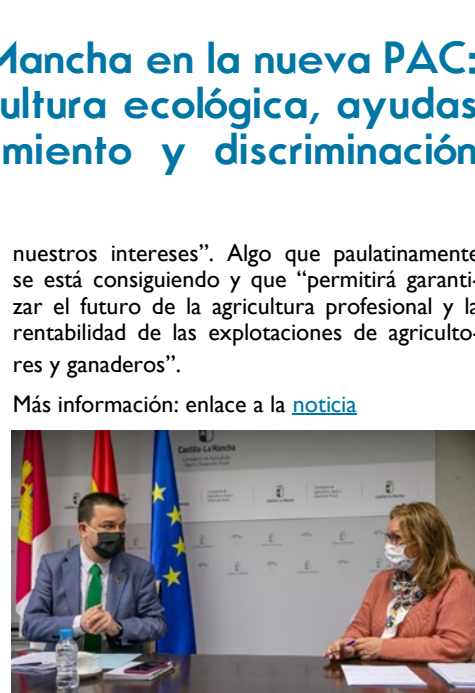 Mancha en la nueva PAC:
ultura ecológica, ayudas
miento y discriminación
nuestros intereses”. Algo que paulatinamente
se está consiguiendo y que “permitirá garanti-
zar el futuro de la agricultura profesional y la
rentabilidad de las explotaciones de agriculto-
res y ganaderos”.
Más información: enlace a la noticia
Castilla-La Mancha